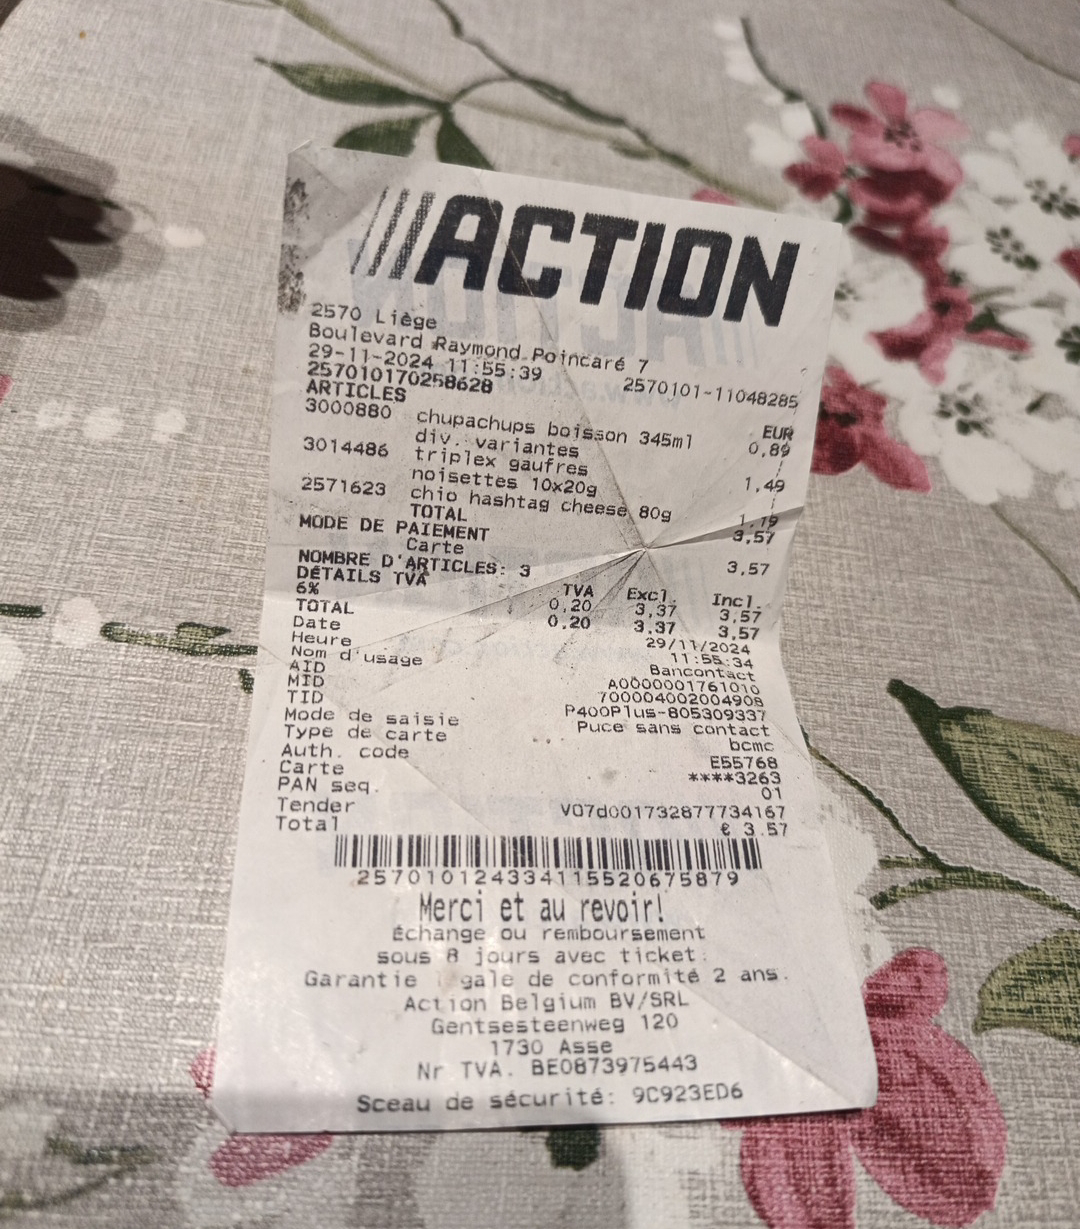 ACTION
2570 Liège
Boulevard Raymond Poincaré 7
29-11-2024 11:55:39 2570101-11048285
257010170258628
ARTICLES EUR
3000880 chupachups boisson 345ml 0,89
div. variantes
3014486 triplex gaufres 1,49
noisettes 10x20g
2571623 chio hashtag cheese 80g 1,19
TOTAL 3,57
MODE DE PAIEMENT
Carte 3,57
NOMBRE D'ARTICLES: 3
DÉTAILS TVA TVA Excl. Incl.
6% 0,20 3,37 3,57
TOTAL 0,20 3,37 3,57
Date 29/11/2024
Heure 11:55:34
Nom d'usage Bancontact
AID A0000001761010
MID 700004002004908
TID P400Plus-805309337
Mode de saisie Puce sans contact
Type de carte bcmc
Auth. code E55768
Carte ****3263
PAN seq. 01
Tender V07d001732877734167
Total € 3.57
257010124334115520675879
Merci et au revoir!
Échange ou remboursement
sous 8 jours avec ticket.
Garantie l gale de conformité 2 ans.
Action Belgium BV/SRL
Gentsesteenweg 120
1730 Asse
Nr TVA. BE0873975443
Sceau de sécurité: 9C923ED6